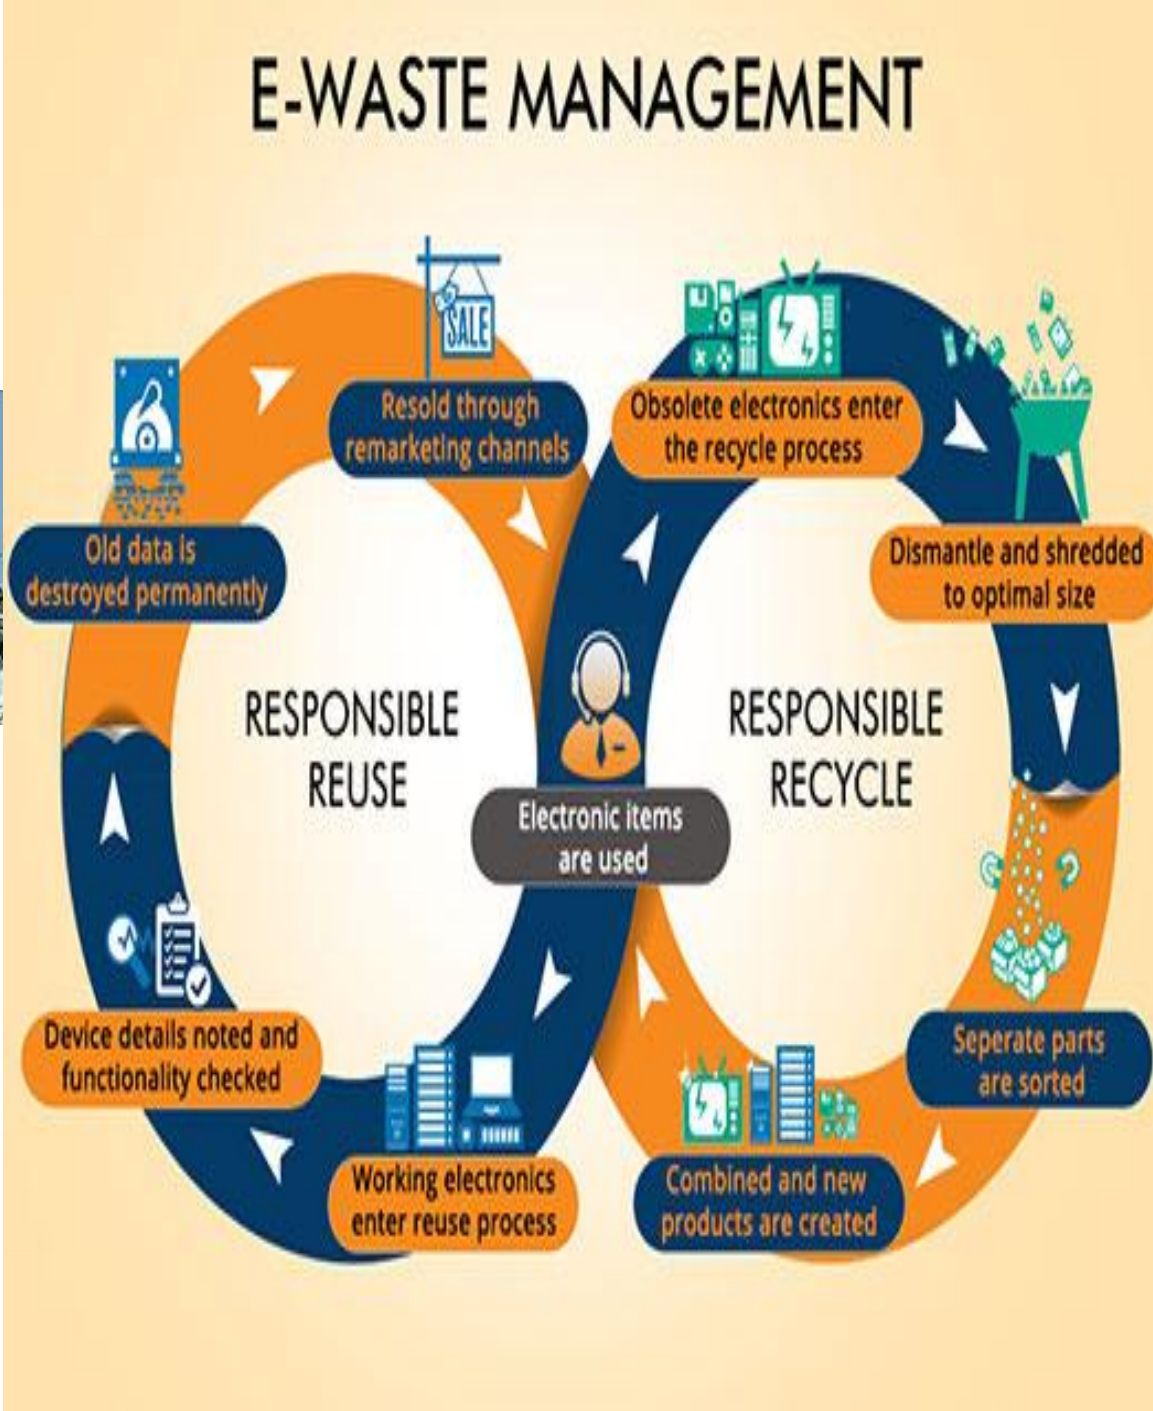 E-WASTE MANAGEMENT
SALE
Resold through
remarketing channels
Obsolete electronics enter
the recycle process
Old data is
destroyed permanently
Dismantle and shredded
to optimal size
RESPONSIBLE
REUSE
RESPONSIBLE
RECYCLE
Electronic items
are used
Device details noted and
functionality checked
Seperate parts
are sorted
Working electronics
enter reuse process
Combined and new
products are created